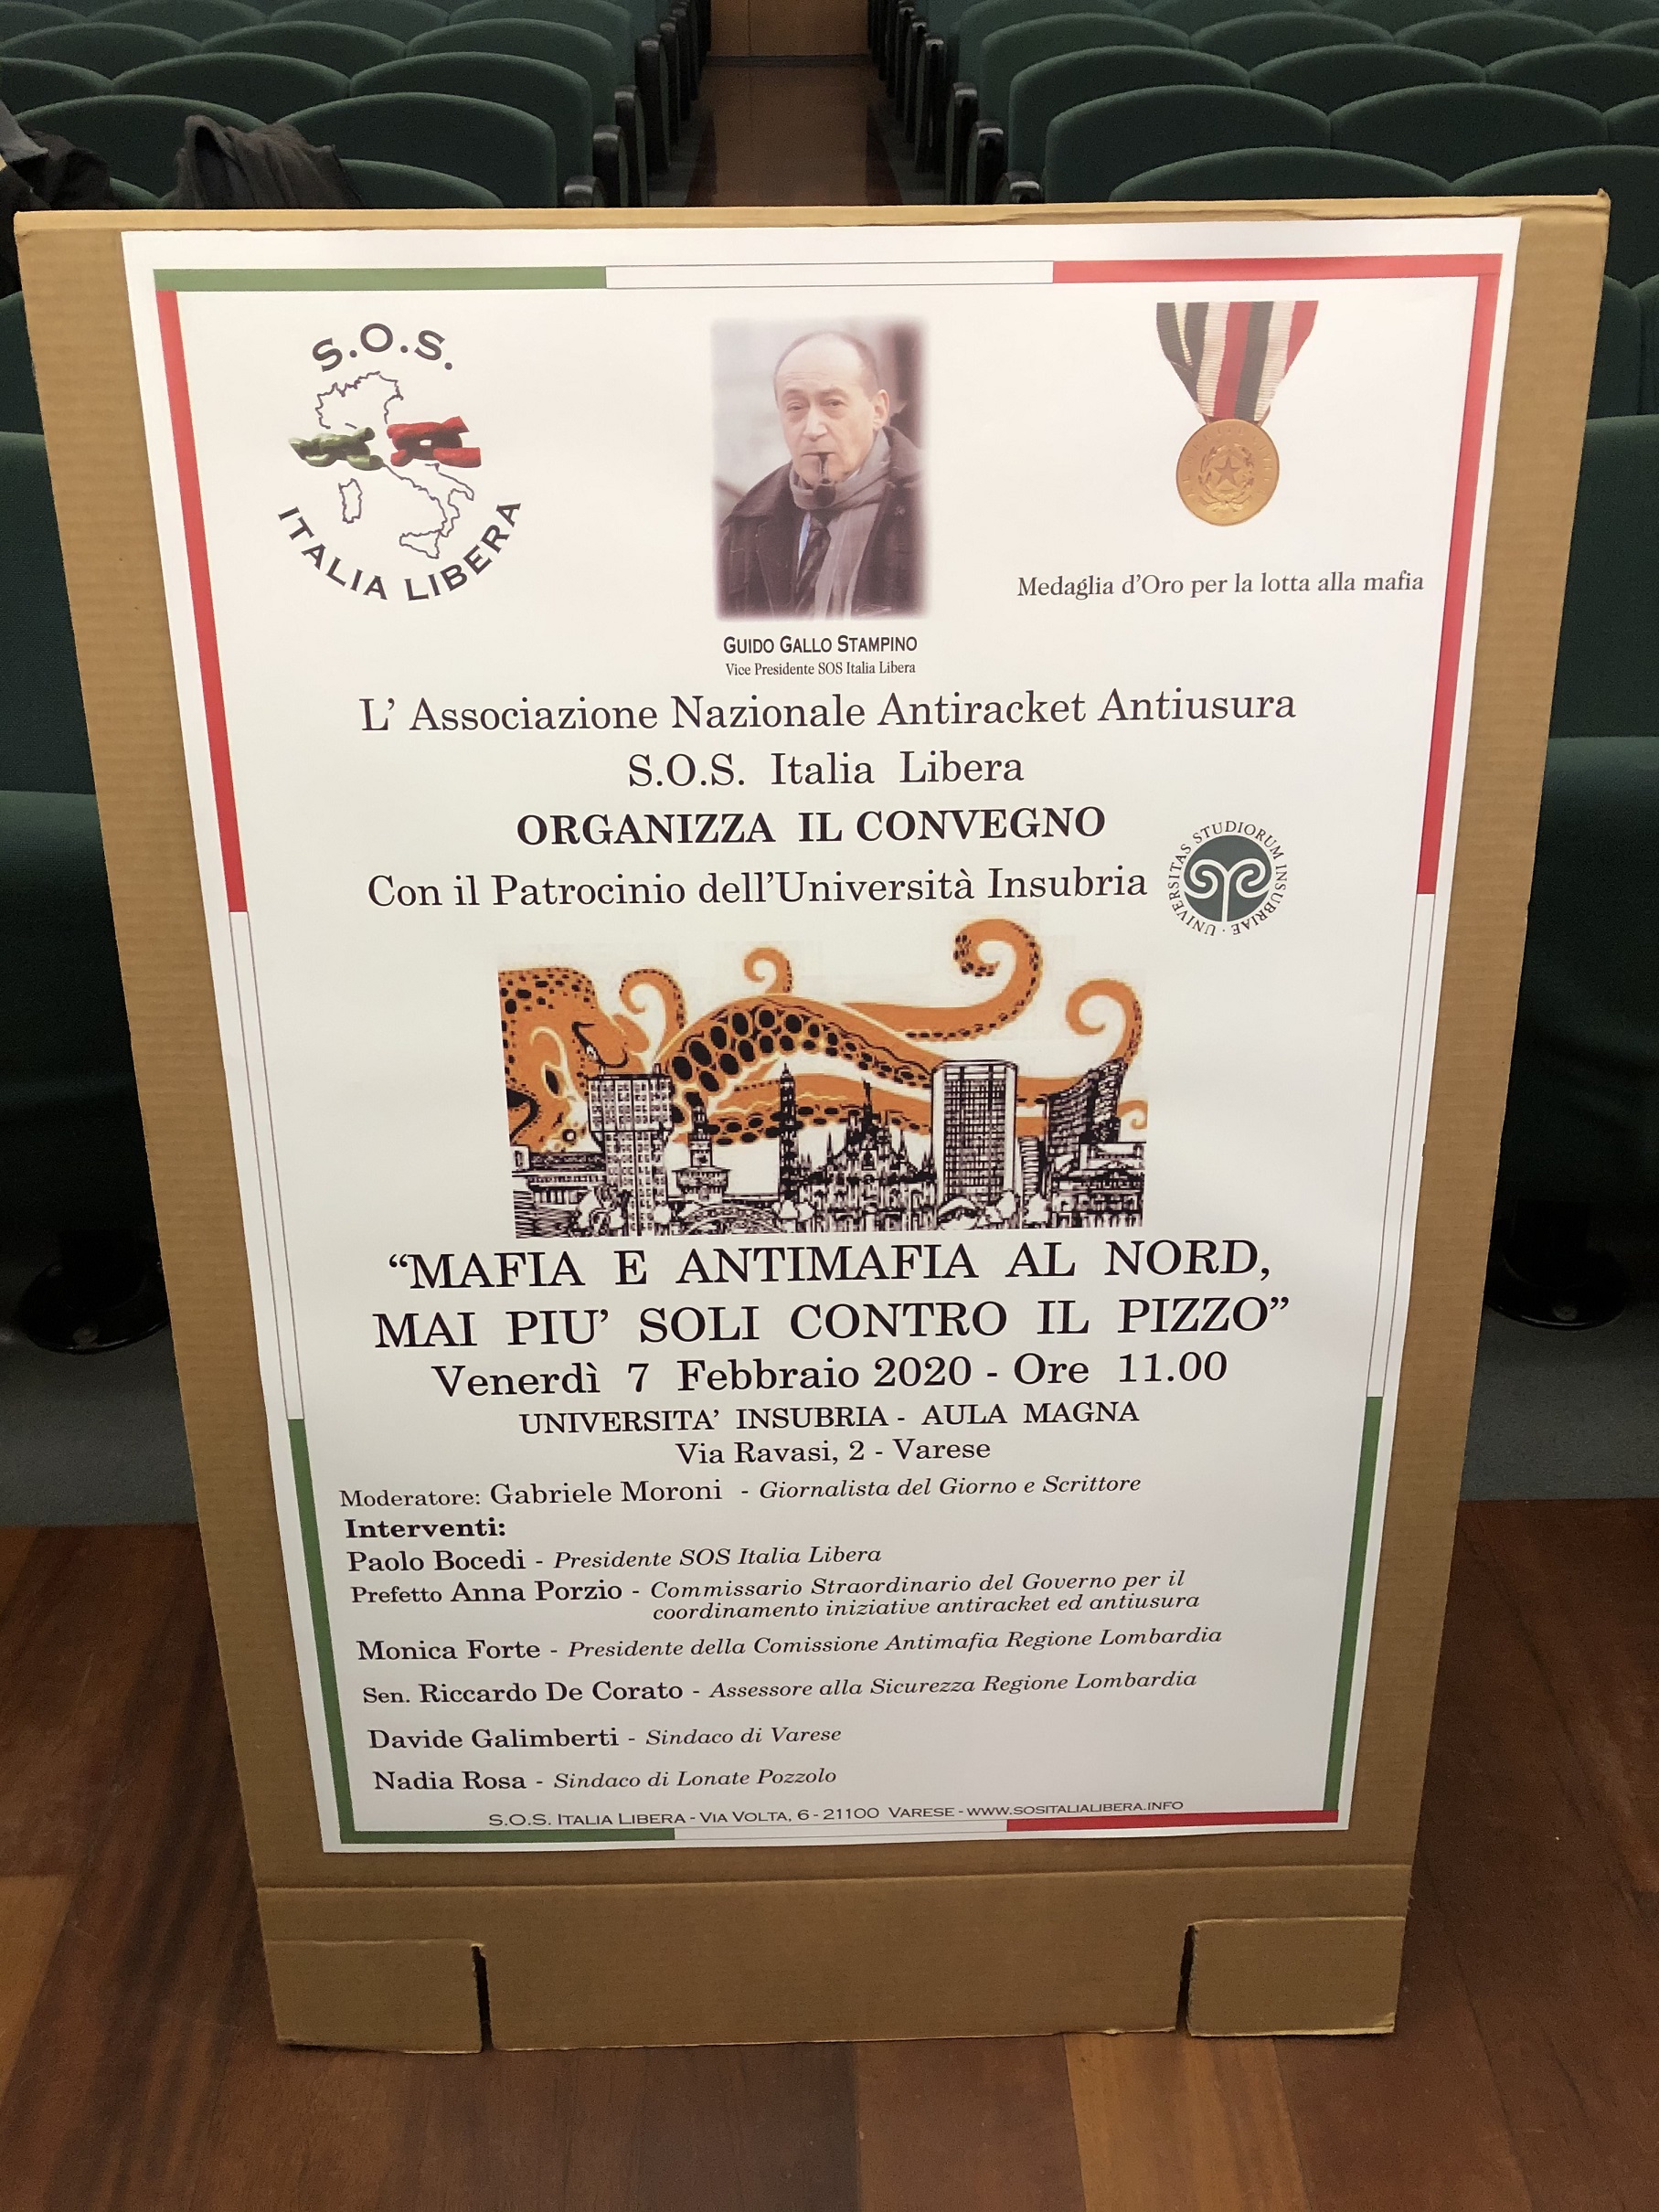 S.O.S.
ITALIA LIBERA
Medaglia d'Oro per la lotta alla mafia
GUIDO GALLO STAMPINO
Vice Presidente SOS Italia Libera
L' Associazione Nazionale Antiracket Antiusura
S.O.S. Italia Libera
ORGANIZZA IL CONVEGNO
Con il Patrocinio dell'Università Insubria
UNIVERSITAS STUDIORUM INSUBRIAE
“MAFIA E ANTIMAFIA AL NORD,
MAI PIU' SOLI CONTRO IL PIZZO”
Venerdì 7 Febbraio 2020 - Ore 11.00
UNIVERSITA' INSUBRIA - AULA MAGNA
Via Ravasi, 2 - Varese
Moderatore: Gabriele Moroni - Giornalista del Giorno e Scrittore
Interventi:
Paolo Bocedi - Presidente SOS Italia Libera
Prefetto Anna Porzio - Commissario Straordinario del Governo per il
coordinamento iniziative antiracket ed antiusura
Monica Forte - Presidente della Comissione Antimafia Regione Lombardia
Sen. Riccardo De Corato - Assessore alla Sicurezza Regione Lombardia
Davide Galimberti - Sindaco di Varese
Nadia Rosa - Sindaco di Lonate Pozzolo
S.O.S. ITALIA LIBERA - VIA VOLTA, 6 - 21100 VARESE - WWW.SOSITALIALIBERA.INFO